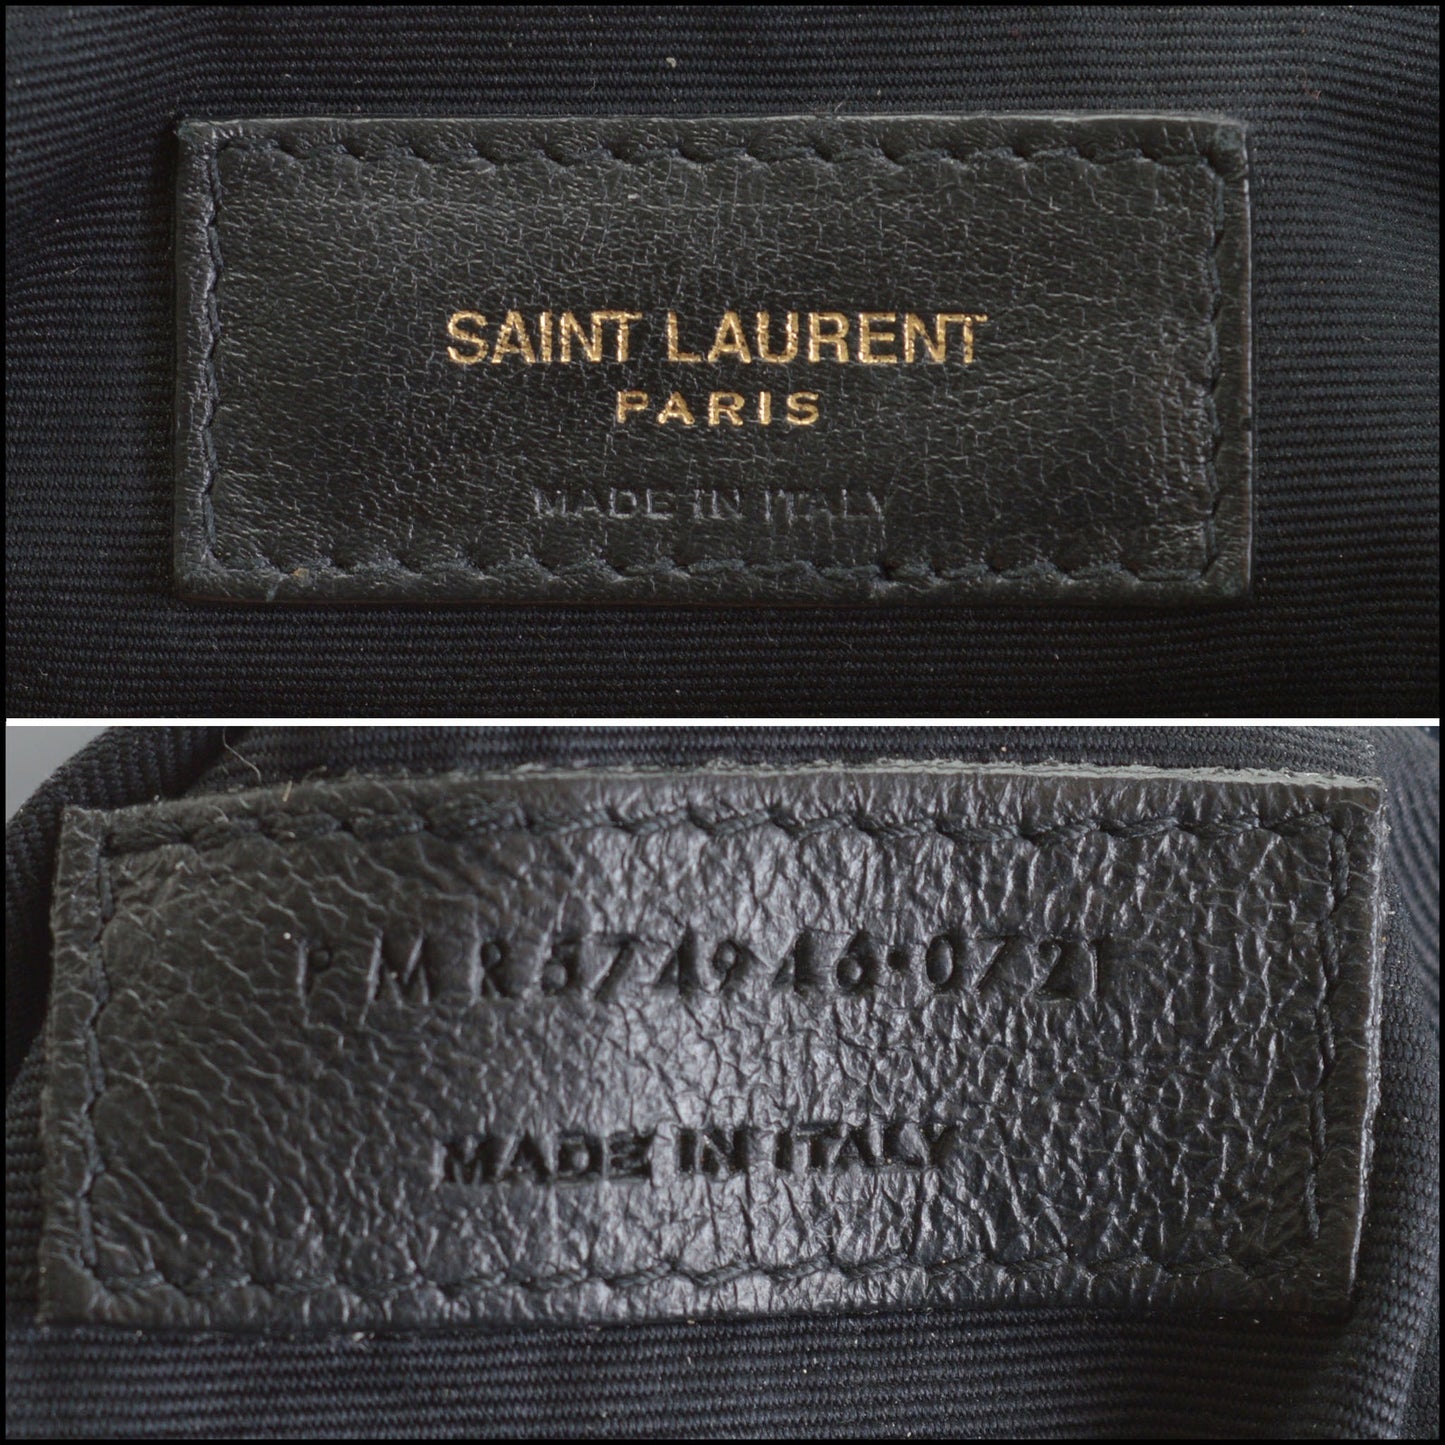 SAINT LAURENT
PARIS
MADE IN ITALY
PMR574946·0721
MADE IN ITALY